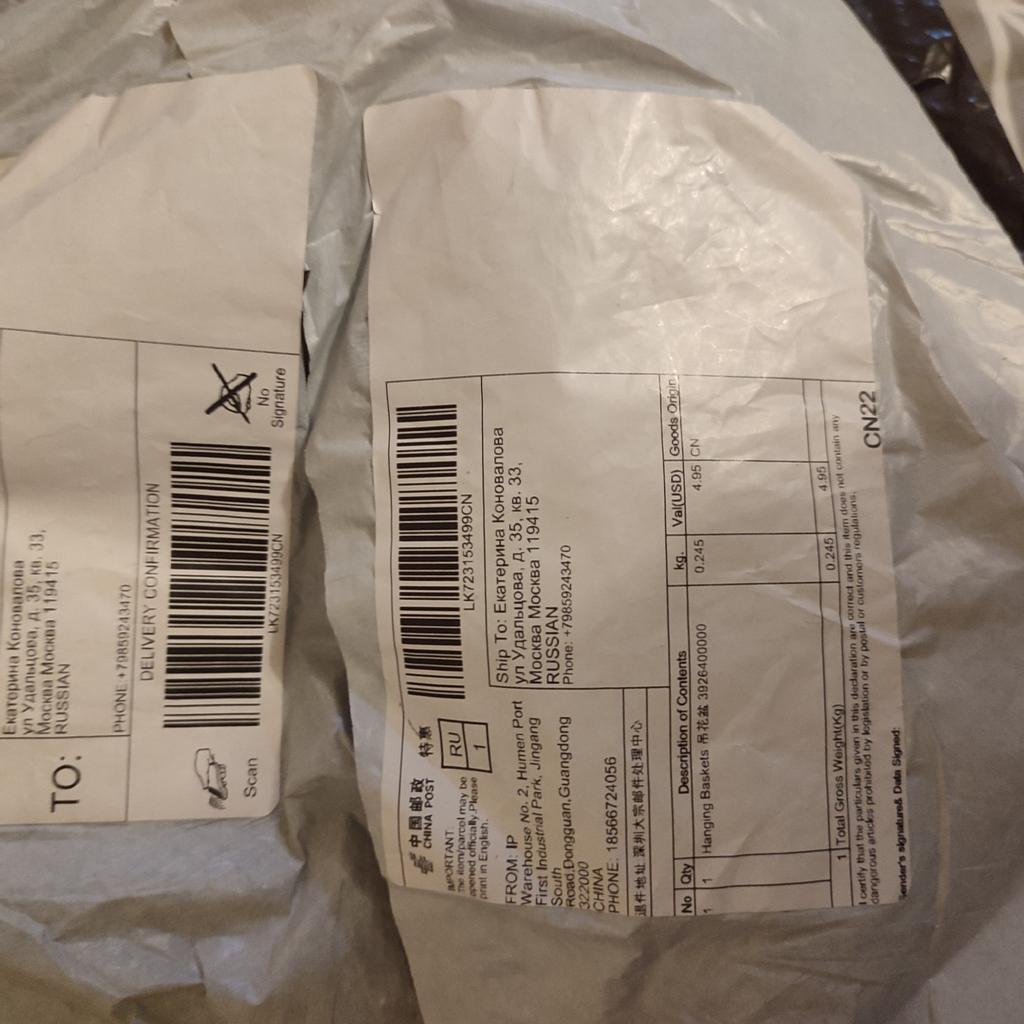 Екатерина Коновалова
ул Удальцова, д. 35, кв. 33,
Москва Москва 119415
RUSSIAN
TO:
PHONE:+79859243470
DELIVERY CONFIRMATION
Scan
LK723153499CN
No
Signature
中国邮政
CHINA POST
特惠
IMPORTANT:
the item/parcel may be
opened officially.Please
print in English.
RU
1
LK723153499CN
FROM: IP
Warehouse No. 2, Humen Port
First Industrial Park, Jingang
South
Road,Dongguan,Guangdong
322000
CHINA
PHONE: 18566724056
退件地址 深圳大宗邮件处理中心
Ship To: Екатерина Коновалова
ул Удальцова, д. 35, кв. 33,
Москва Москва 119415
RUSSIAN
Phone: +79859243470
No Qty Description of Contents kg. Val(USD) Goods Origin
1 1 Hanging Baskets 吊花盆 3926400000 0.245 4.95 CN
1 Total Gross Weight(Kg) 0.245 4.95
I certify that the particulars given in this declaration are correct and this item does not contain any
dangerous articles prohibited by legislation or by postal or customers regulations.
Sender's signature& Data Signed:
CN22